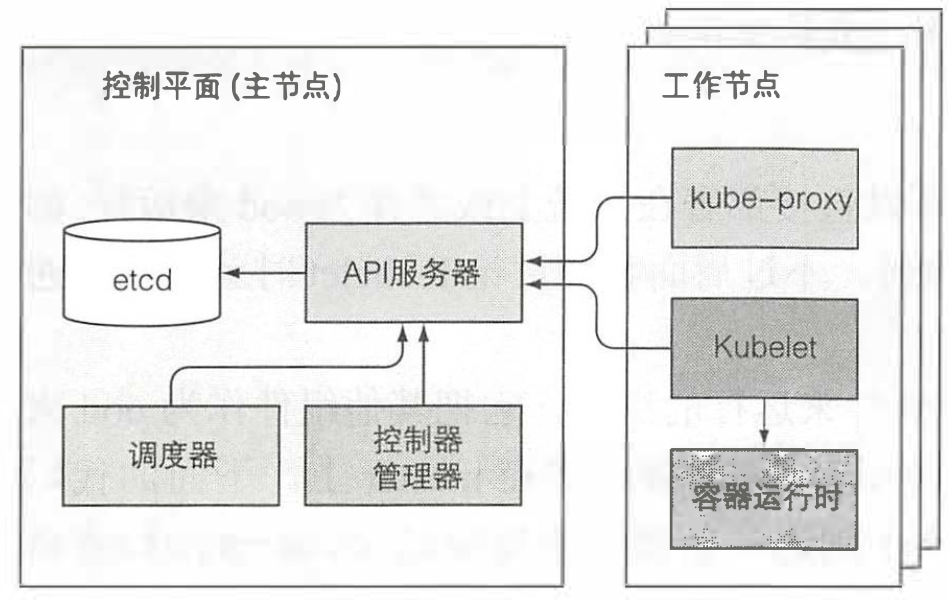 控制平面 (主节点)
工作节点
kube-proxy
etcd
API服务器
Kubelet
调度器
控制器
管理器
容器运行时